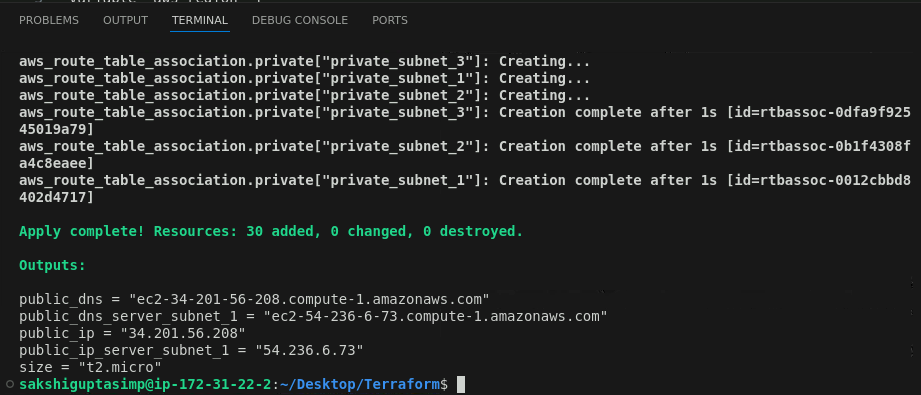 PROBLEMS OUTPUT TERMINAL DEBUG CONSOLE PORTS
aws_route_table_association.private["private_subnet_3"]: Creating...
aws_route_table_association.private["private_subnet_1"]: Creating...
aws_route_table_association.private["private_subnet_2"]: Creating...
aws_route_table_association.private["private_subnet_3"]: Creation complete after 1s [id=rtbassoc-0dfa9f925
45019a79]
aws_route_table_association.private["private_subnet_2"]: Creation complete after 1s [id=rtbassoc-0b1f4308f
a4c8eaee]
aws_route_table_association.private["private_subnet_1"]: Creation complete after 1s [id=rtbassoc-0012cbbd8
402d4717]
Apply complete! Resources: 30 added, 0 changed, 0 destroyed.
Outputs:
public_dns = "ec2-34-201-56-208.compute-1.amazonaws.com"
public_dns_server_subnet_1 = "ec2-54-236-6-73.compute-1.amazonaws.com"
public_ip = "34.201.56.208"
public_ip_server_subnet_1 = "54.236.6.73"
size = "t2.micro"
sakshiguptasimp@ip-172-31-22-2:~/Desktop/Terraform$